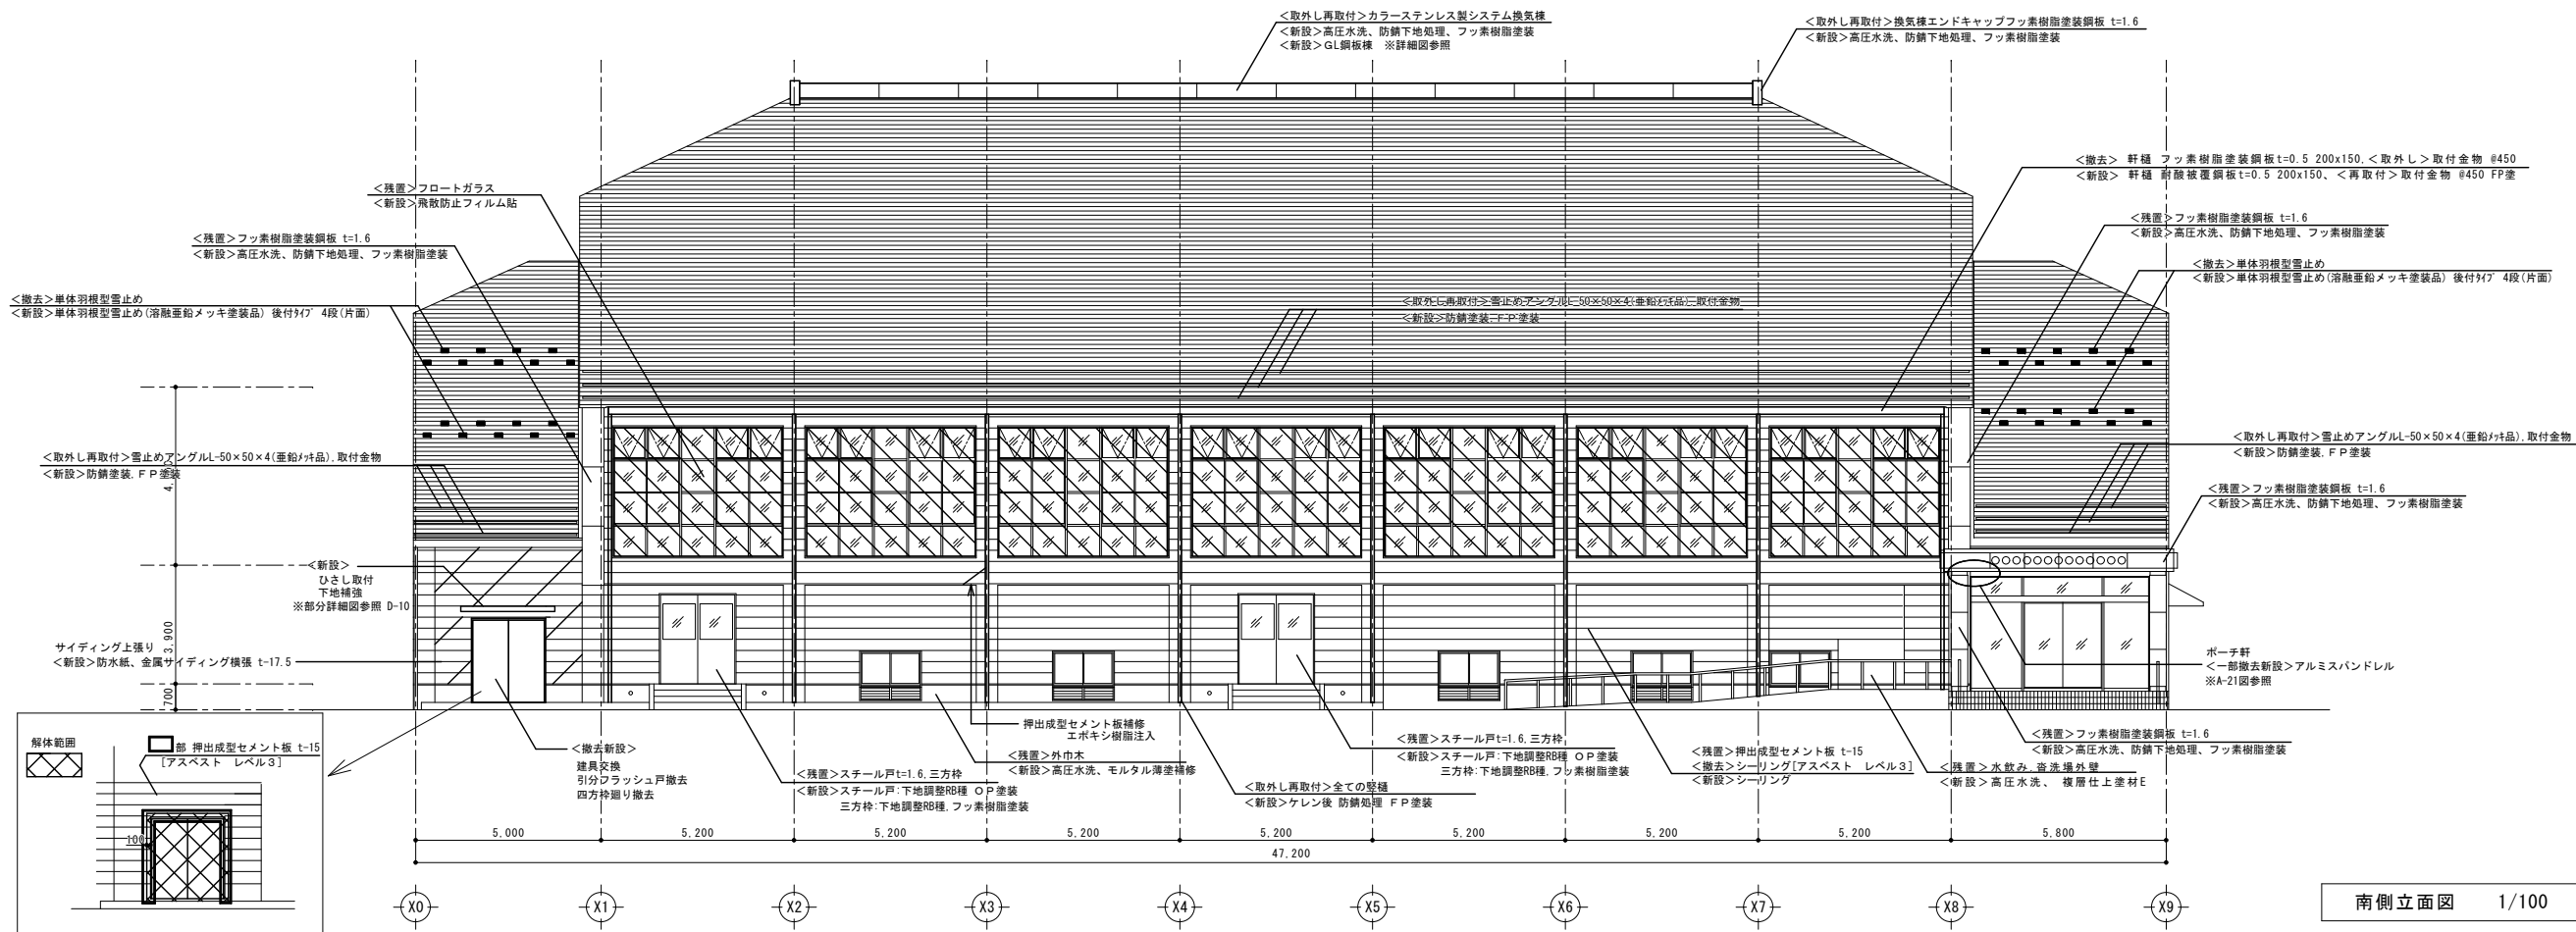 <取外し再取付>カラーステンレス製システム換気棟
<新設>高圧水洗、防錆下地処理、フッ素樹脂塗装
<新設>GL鋼板棟 ※詳細図参照
<取外し再取付>換気棟エンドキャップフッ素樹脂塗装鋼板 t=1.6
<新設>高圧水洗、防錆下地処理、フッ素樹脂塗装
<撤去> 軒樋 フッ素樹脂塗装鋼板t=0.5 200x150,<取外し>取付金物 @450
<新設> 軒樋 耐酸被覆鋼板t=0.5 200x150、<再取付>取付金物 @450 FP塗
<残置>フロートガラス
<新設>飛散防止フィルム貼
<残置>フッ素樹脂塗装鋼板 t=1.6
<新設>高圧水洗、防錆下地処理、フッ素樹脂塗装
<残置>フッ素樹脂塗装鋼板 t=1.6
<新設>高圧水洗、防錆下地処理、フッ素樹脂塗装
<撤去>単体羽根型雪止め
<新設>単体羽根型雪止め(溶融亜鉛メッキ塗装品) 後付ﾀｲﾌﾟ 4段(片面)
<撤去>単体羽根型雪止め
<新設>単体羽根型雪止め(溶融亜鉛メッキ塗装品) 後付ﾀｲﾌﾟ 4段(片面)
<取外し再取付>雪止めアングルL-50×50×4(亜鉛ﾒｯｷ品),取付金物
<新設>防錆塗装,ＦＰ塗装
<取外し再取付>雪止めアングルL-50×50×4(亜鉛ﾒｯｷ品),取付金物
<新設>防錆塗装,ＦＰ塗装
<取外し再取付>雪止めアングルL-50×50×4(亜鉛ﾒｯｷ品),取付金物
<新設>防錆塗装,ＦＰ塗装
<残置>フッ素樹脂塗装鋼板 t=1.6
<新設>高圧水洗、防錆下地処理、フッ素樹脂塗装
<新設>
ひさし取付
下地補強
※部分詳細図参照 D-10
3,900
700
サイディング上張り
<新設>防水紙、金属サイディング横張 t-17.5
ポーチ軒
<一部撤去新設>アルミスパンドレル
※A-21図参照
解体範囲
部 押出成型セメント板 t-15
[アスベスト レベル３]
100
<撤去新設>
建具交換
引分フラッシュ戸撤去
四方枠廻り撤去
<残置>スチール戸t=1.6,三方枠
<新設>スチール戸:下地調整RB種 ＯＰ塗装
三方枠:下地調整RB種,フッ素樹脂塗装
押出成型セメント板補修
エポキシ樹脂注入
<残置>外巾木
<新設>高圧水洗、モルタル薄塗補修
<取外し再取付>全ての竪樋
<新設>ケレン後 防錆処理 ＦＰ塗装
<残置>スチール戸t=1.6,三方枠
<新設>スチール戸:下地調整RB種 ＯＰ塗装
三方枠:下地調整RB種,フッ素樹脂塗装
<残置>押出成型セメント板 t-15
<撤去>シーリング[アスベスト レベル３]
<新設>シーリング
<残置>水飲み,沓洗場外壁
<新設>高圧水洗、 複層仕上塗材E
<残置>フッ素樹脂塗装鋼板 t=1.6
<新設>高圧水洗、防錆下地処理、フッ素樹脂塗装
5,000 5,200 5,200 5,200 5,200 5,200 5,200 5,200 5,800
47,200
X0 X1 X2 X3 X4 X5 X6 X7 X8 X9
南側立面図 1/100